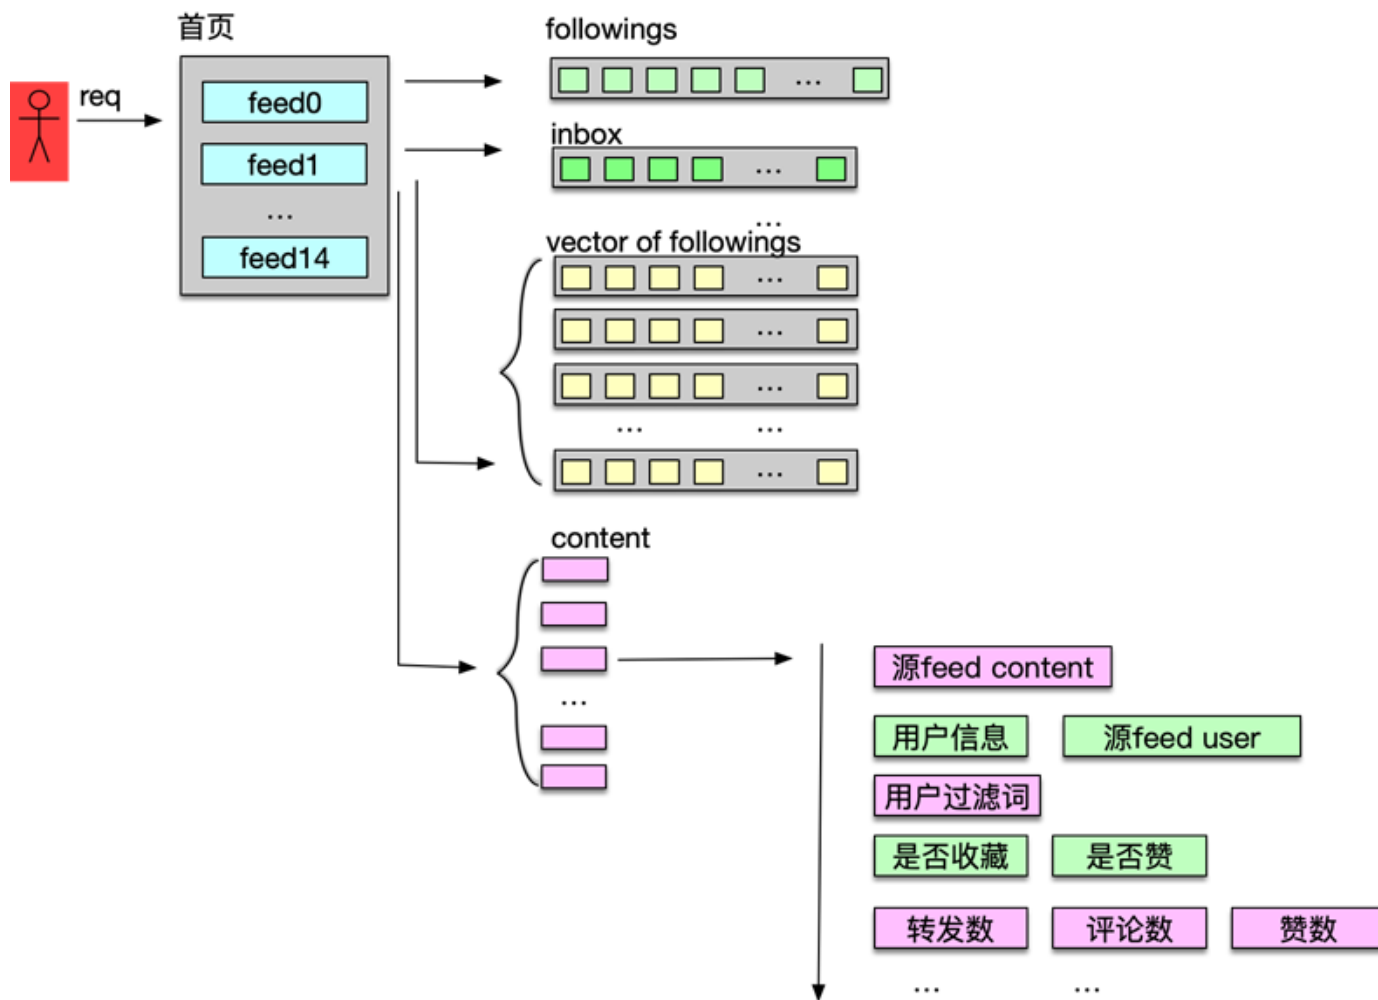 首页
req
feed0
feed1
...
feed14
followings
...
inbox
...
...
vector of followings
...
...
...
... ...
...
content
...
源feed content
用户信息 源feed user
用户过滤词
是否收藏 是否赞
转发数 评论数 赞数
... ...